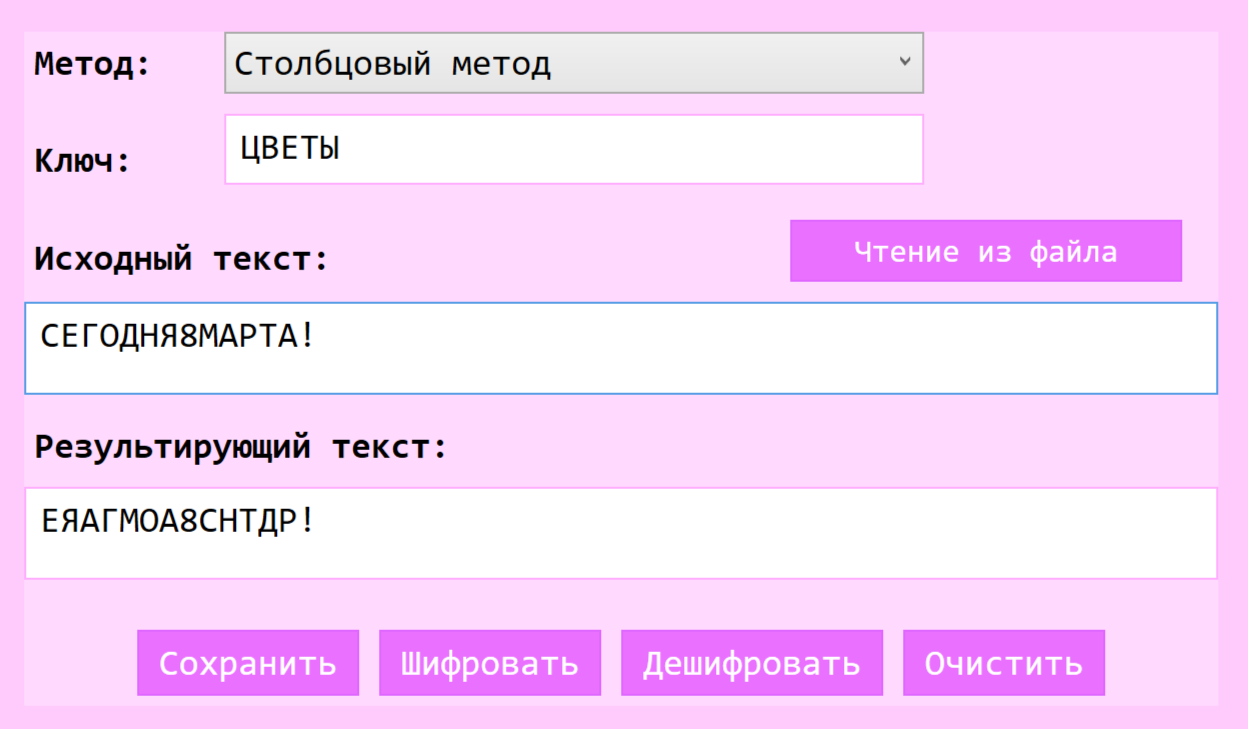 Метод: Столбцовый метод
Ключ: ЦВЕТЫ
Исходный текст: Чтение из файла
СЕГОДНЯ8МАРТА!
Результирующий текст:
ЕЯАГМОА8СНТДР!
Сохранить Шифровать Дешифровать Очистить